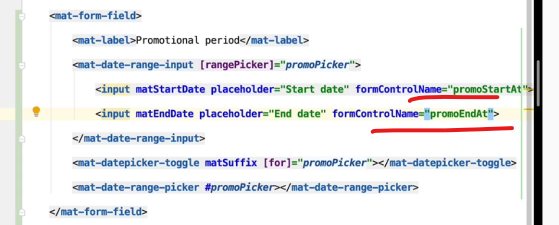 <mat-form-field>
<mat-label>Promotional period</mat-label>
<mat-date-range-input [rangePicker]="promoPicker">
<input matStartDate placeholder="Start date" formControlName="promoStartAt">
<input matEndDate placeholder="End date" formControlName="promoEndAt">
</mat-date-range-input>
<mat-datepicker-toggle matSuffix [for]="promoPicker"></mat-datepicker-toggle>
<mat-date-range-picker #promoPicker></mat-date-range-picker>
</mat-form-field>